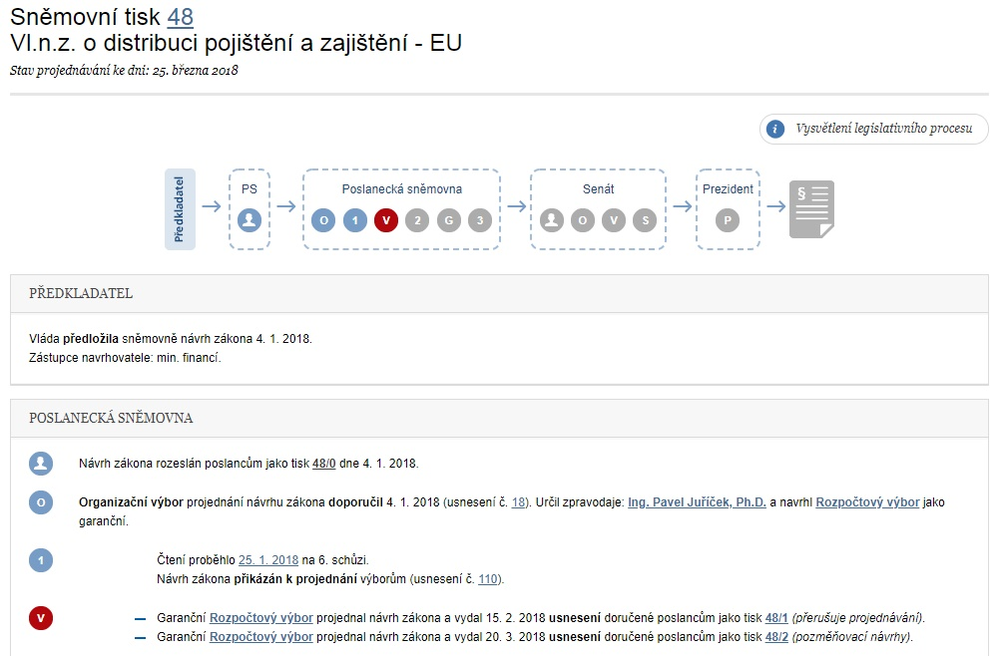 Sněmovní tisk 48
Vl.n.z. o distribuci pojištění a zajištění - EU
Stav projednávání ke dni: 25. března 2018
i Vysvětlení legislativního procesu
Předkladatel
PS
Poslanecká sněmovna
O 1 V 2 G 3
Senát
O V S
Prezident
P
§
PŘEDKLADATEL
Vláda předložila sněmovně návrh zákona 4. 1. 2018.
Zástupce navrhovatele: min. financí.
POSLANECKÁ SNĚMOVNA
Návrh zákona rozeslán poslancům jako tisk 48/0 dne 4. 1. 2018.
O Organizační výbor projednání návrhu zákona doporučil 4. 1. 2018 (usnesení č. 18). Určil zpravodaje: Ing. Pavel Juříček, Ph.D. a navrhl Rozpočtový výbor jako
garanční.
1 Čtení proběhlo 25. 1. 2018 na 6. schůzi.
Návrh zákona přikázán k projednání výborům (usnesení č. 110).
V – Garanční Rozpočtový výbor projednal návrh zákona a vydal 15. 2. 2018 usnesení doručené poslancům jako tisk 48/1 (přerušuje projednávání).
– Garanční Rozpočtový výbor projednal návrh zákona a vydal 20. 3. 2018 usnesení doručené poslancům jako tisk 48/2 (pozměňovací návrhy).